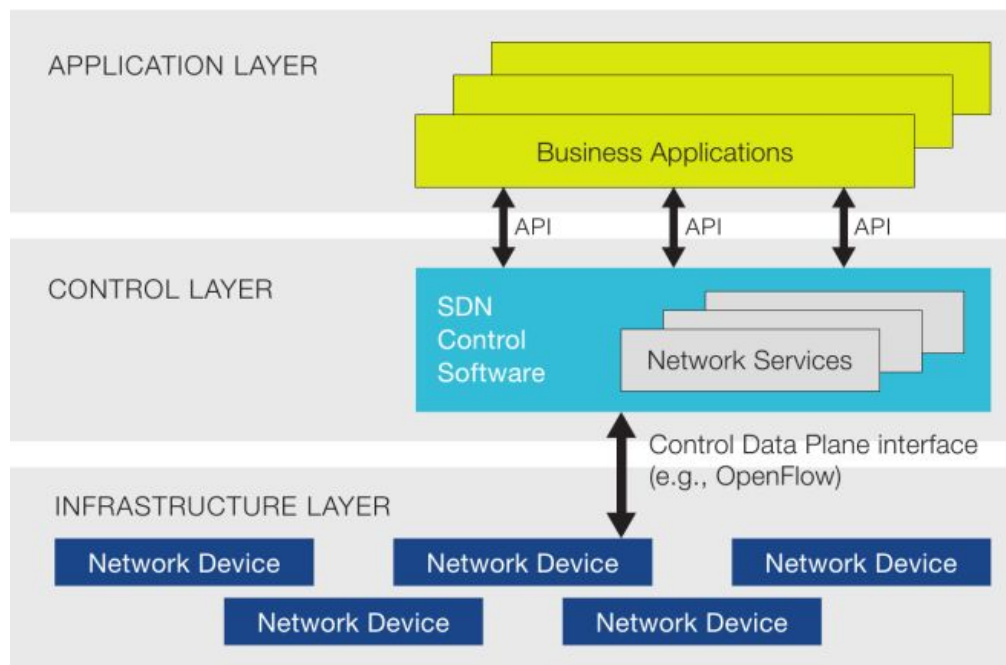 APPLICATION LAYER
Business Applications
API
API
API
CONTROL LAYER
SDN
Control
Software
Network Services
Control Data Plane interface
(e.g., OpenFlow)
INFRASTRUCTURE LAYER
Network Device
Network Device
Network Device
Network Device
Network Device